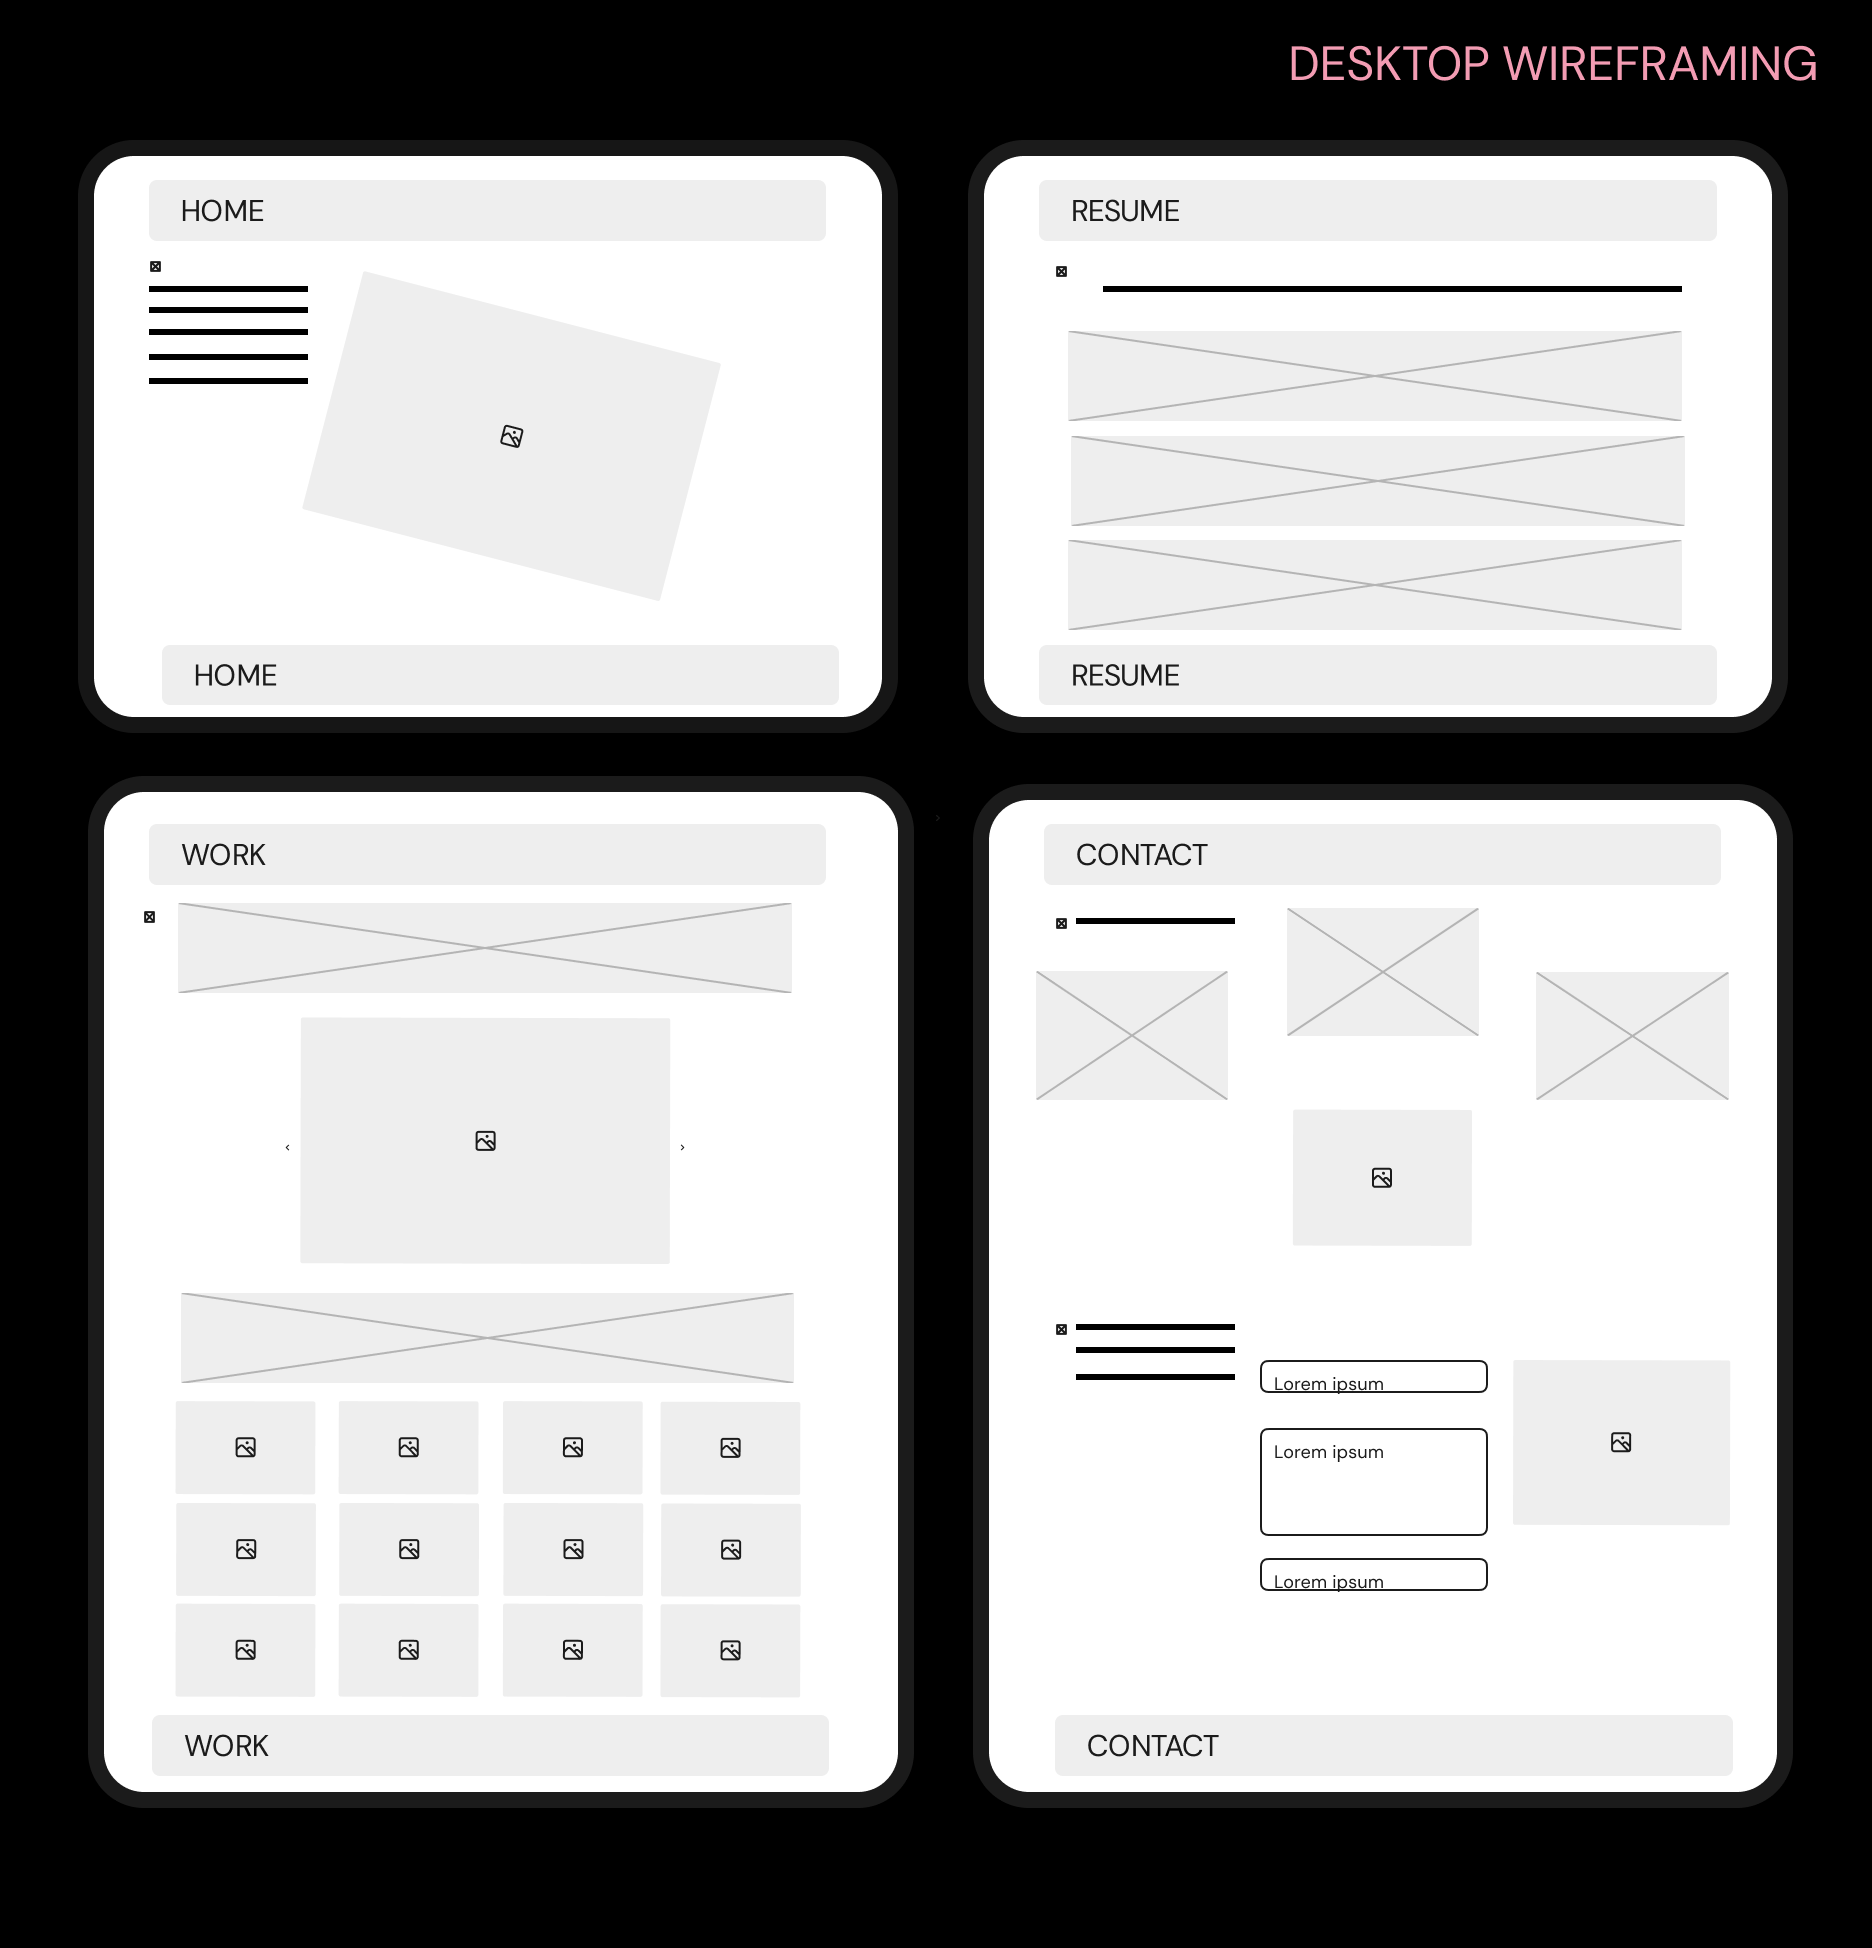 DESKTOP WIREFRAMING
HOME
HOME
RESUME
RESUME
WORK
WORK
CONTACT
Lorem ipsum
Lorem ipsum
Lorem ipsum
CONTACT